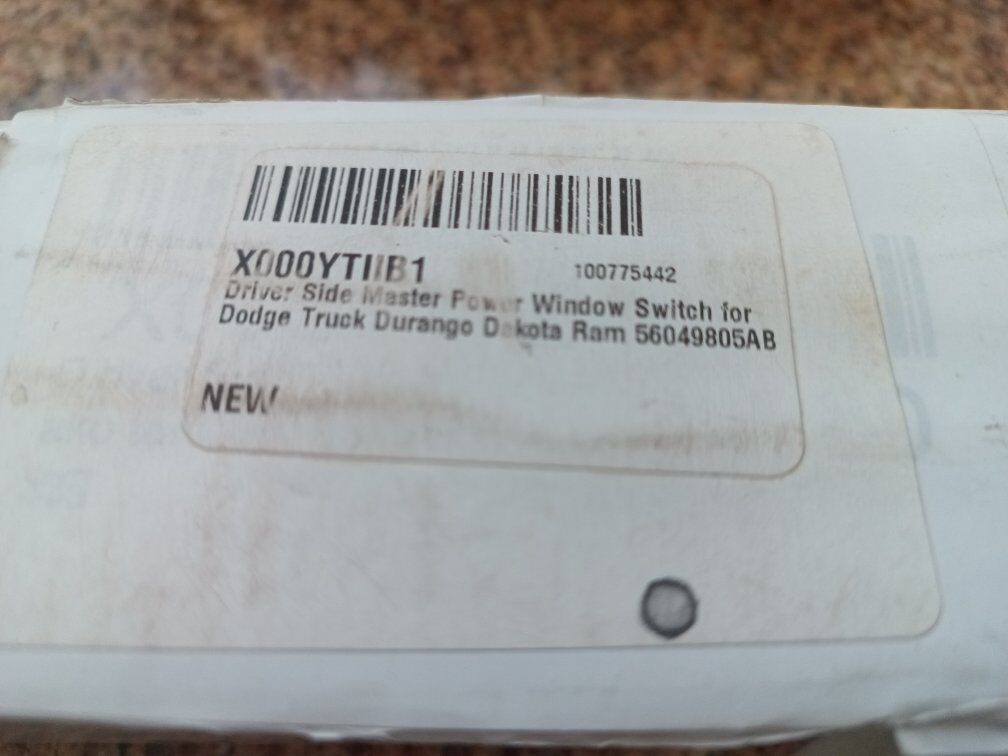 X000YTIIB1
100775442
Driver Side Master Power Window Switch for
Dodge Truck Durango Dakota Ram 56049805AB
NEW